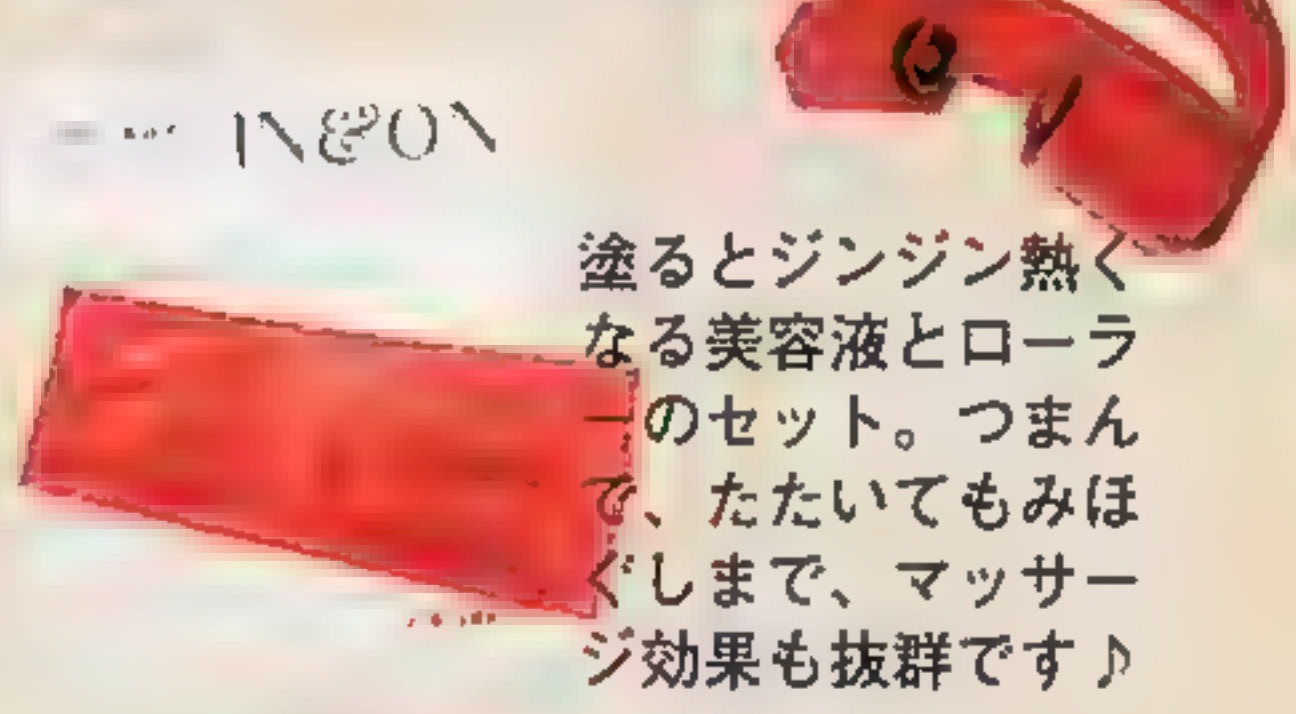 塗るとジンジン熱く
なる美容液とローラ
ーのセット。つまん
で、たたいてもみほ
ぐしまで、マッサー
ジ効果も抜群です♪